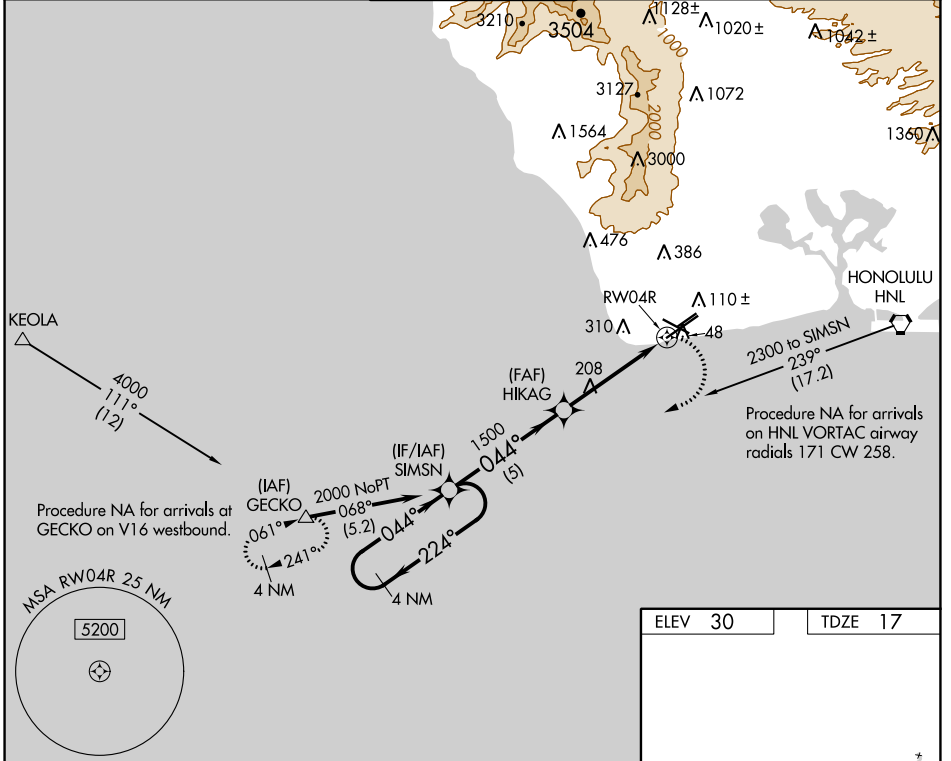 3210
3504
1128±
1020±
1042±
1000
3127
1072
2000
1564
1360
3000
476
386
HONOLULU
HNL
RW04R
110±
KEOLA
310
48
2300 to SIMSN
239°
(17.2)
4000
111°
(12)
208
(FAF)
HIKAG
Procedure NA for arrivals
on HNL VORTAC airway
radials 171 CW 258.
1500
044°
(5)
(IF/IAF)
SIMSN
(IAF)
GECKO
2000 NoPT
068°
(5.2)
Procedure NA for arrivals at
GECKO on V16 westbound.
061°
241°
4 NM
044°
224°
4 NM
MSA RW04R 25 NM
5200
ELEV 30
TDZE 17